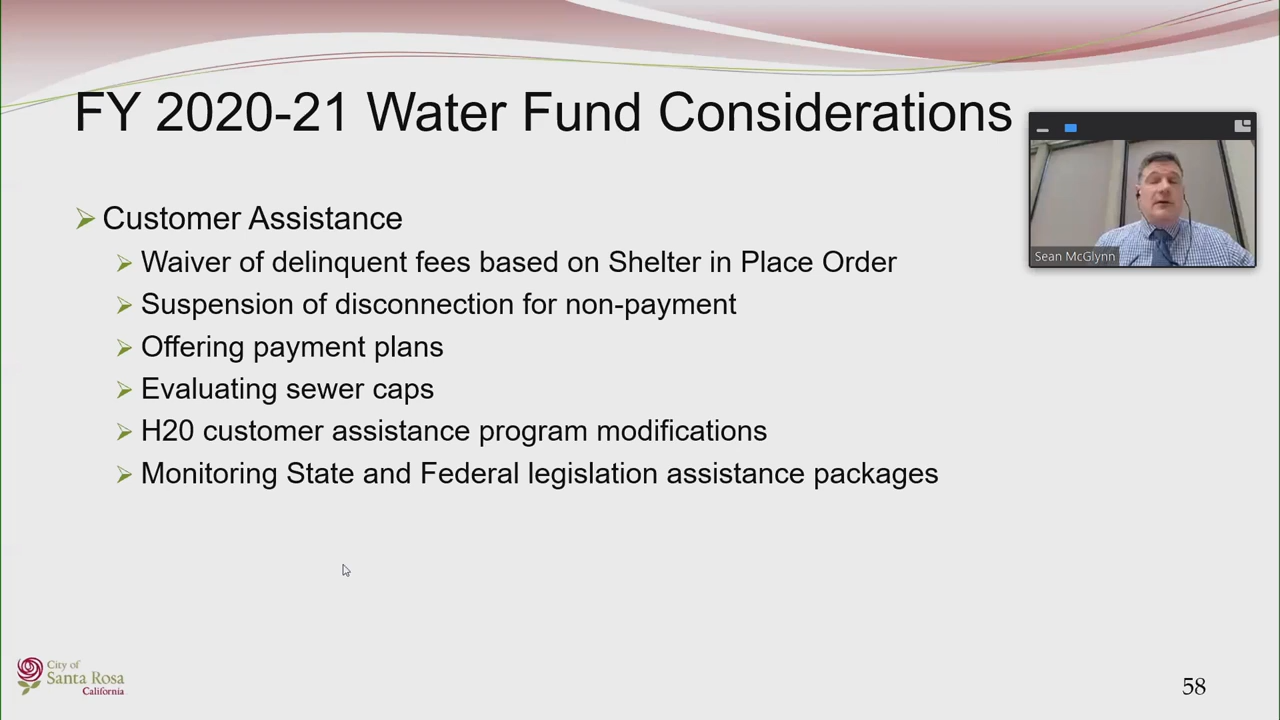 FY 2020-21 Water Fund Considerations
Customer Assistance
Waiver of delinquent fees based on Shelter in Place Order
Suspension of disconnection for non-payment
Offering payment plans
Evaluating sewer caps
H20 customer assistance program modifications
Monitoring State and Federal legislation assistance packages
Sean McGlynn
City of
Santa Rosa
California
58